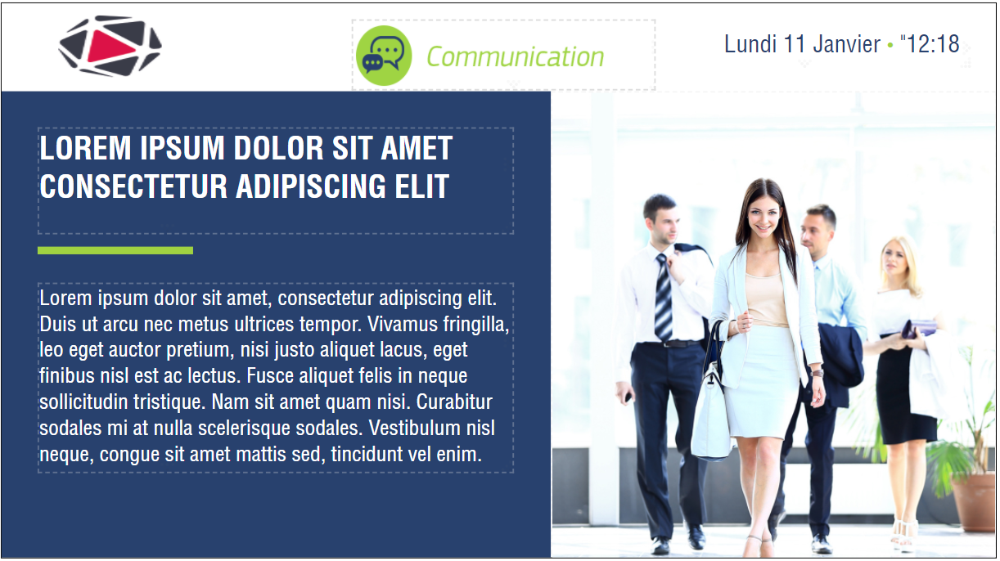 Communication
Lundi 11 Janvier • "12:18
LOREM IPSUM DOLOR SIT AMET
CONSECTETUR ADIPISCING ELIT
Lorem ipsum dolor sit amet, consectetur adipiscing elit.
Duis ut arcu nec metus ultrices tempor. Vivamus fringilla,
leo eget auctor pretium, nisi justo aliquet lacus, eget
finibus nisl est ac lectus. Fusce aliquet felis in neque
sollicitudin tristique. Nam sit amet quam nisi. Curabitur
sodales mi at nulla scelerisque sodales. Vestibulum nisl
neque, congue sit amet mattis sed, tincidunt vel enim.